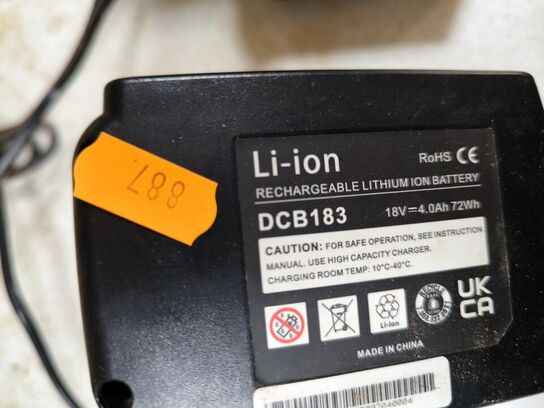 887
Li-ion
RoHS CE
RECHARGEABLE LITHIUM ION BATTERY
DCB183 18V⎓4.0Ah 72Wh
CAUTION: FOR SAFE OPERATION, SEE INSTRUCTION
MANUAL. USE HIGH CAPACITY CHARGER.
CHARGING ROOM TEMP: 10°C-40°C.
Li-ion
UK
CA
MADE IN CHINA